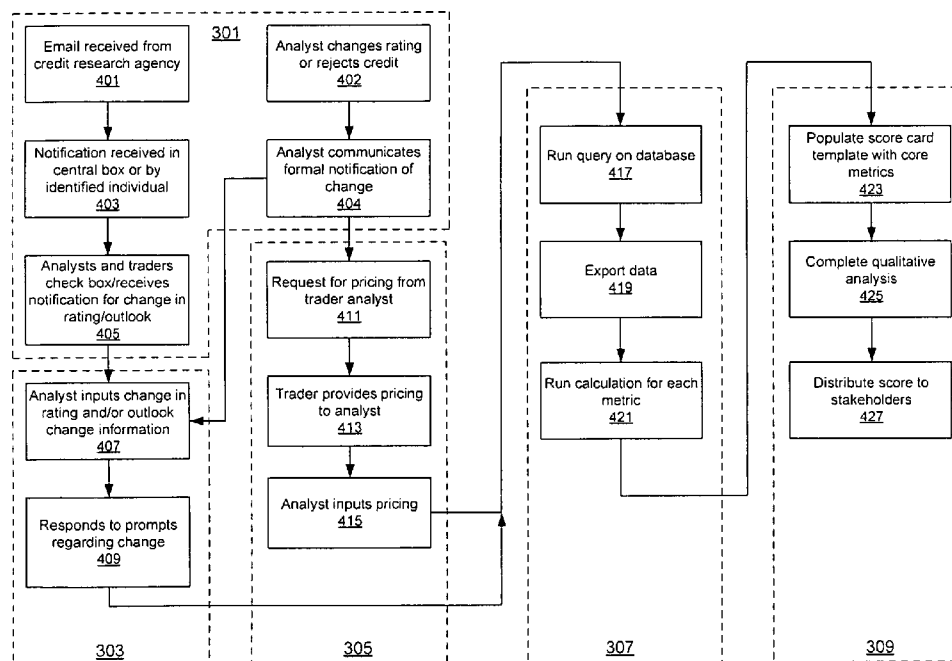 301
Email received from
credit research agency
401
Notification received in
central box or by
identified individual
403
Analysts and traders
check box/receives
notification for change in
rating/outlook
405
Analyst changes rating
or rejects credit
402
Analyst communicates
formal notification of
change
404
Analyst inputs change in
rating and/or outlook
change information
407
Responds to prompts
regarding change
409
303
Request for pricing from
trader analyst
411
Trader provides pricing
to analyst
413
Analyst inputs pricing
415
305
Run query on database
417
Export data
419
Run calculation for each
metric
421
307
Populate score card
template with core
metrics
423
Complete qualitative
analysis
425
Distribute score to
stakeholders
427
309